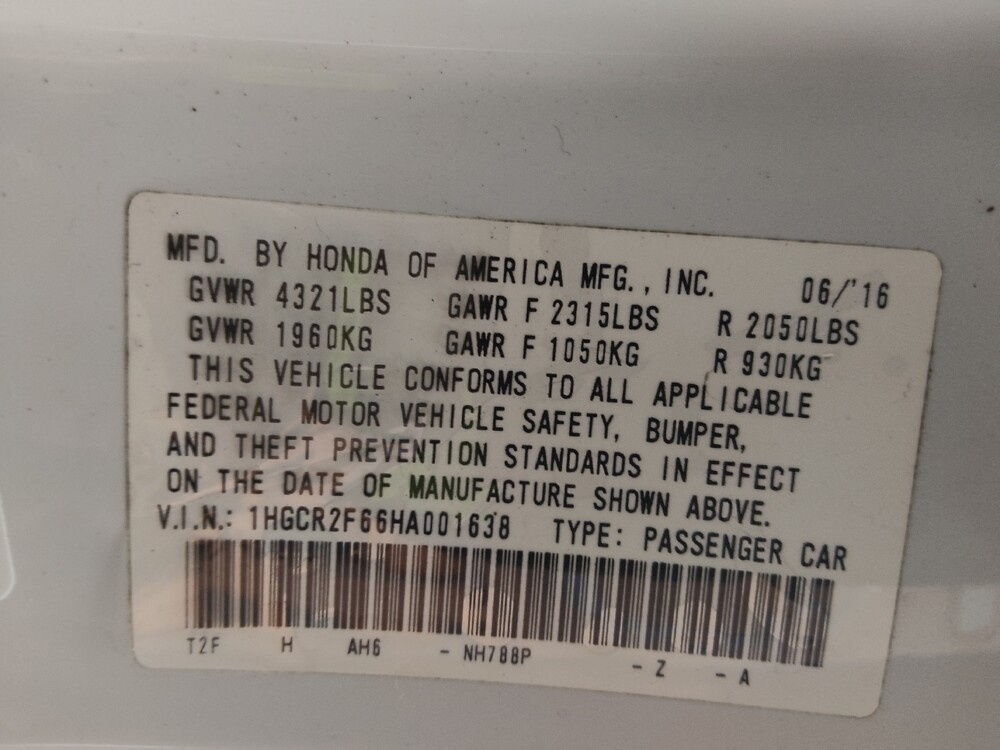 MFD. BY HONDA OF AMERICA MFG., INC. 06/'16
GVWR 4321LBS GAWR F 2315LBS R 2050LBS
GVWR 1960KG GAWR F 1050KG R 930KG
THIS VEHICLE CONFORMS TO ALL APPLICABLE
FEDERAL MOTOR VEHICLE SAFETY, BUMPER,
AND THEFT PREVENTION STANDARDS IN EFFECT
ON THE DATE OF MANUFACTURE SHOWN ABOVE.
V.I.N.: 1HGCR2F66HA001638 TYPE: PASSENGER CAR
T2F H AH6 - NH788P - Z - A